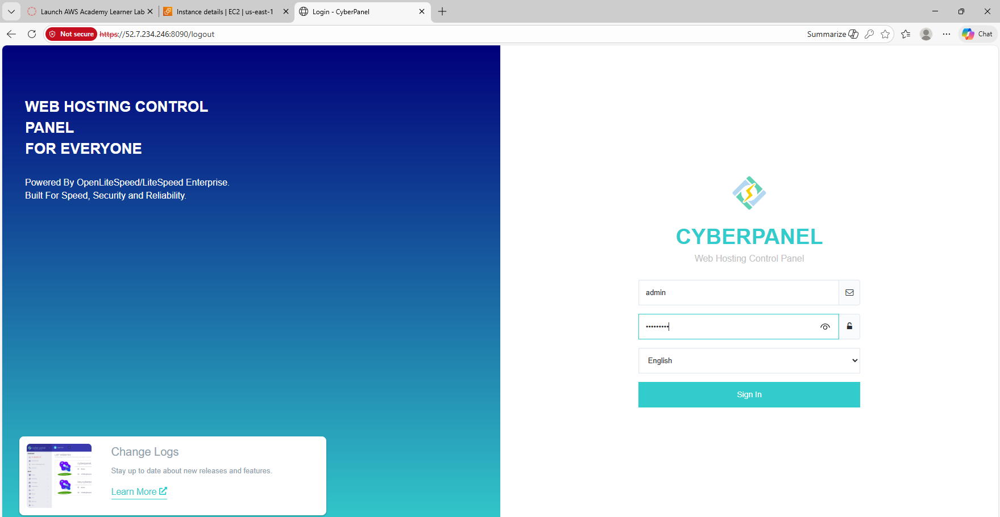 Launch AWS Academy Learner Lab
Instance details | EC2 | us-east-1
Login - CyberPanel
Not secure
https://52.7.234.246:8090/logout
Summarize
Chat
WEB HOSTING CONTROL
PANEL
FOR EVERYONE
Powered By OpenLiteSpeed/LiteSpeed Enterprise.
Built For Speed, Security and Reliability.
CYBERPANEL
Web Hosting Control Panel
admin
•••••••••
English
Sign In
Change Logs
Stay up to date about new releases and features.
Learn More